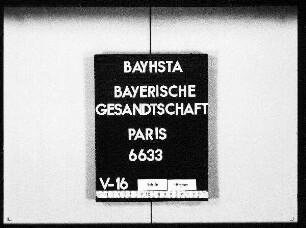 BAYHSTA
BAYERISCHE
GESANDTSCHAFT
PARIS
6633
V-16